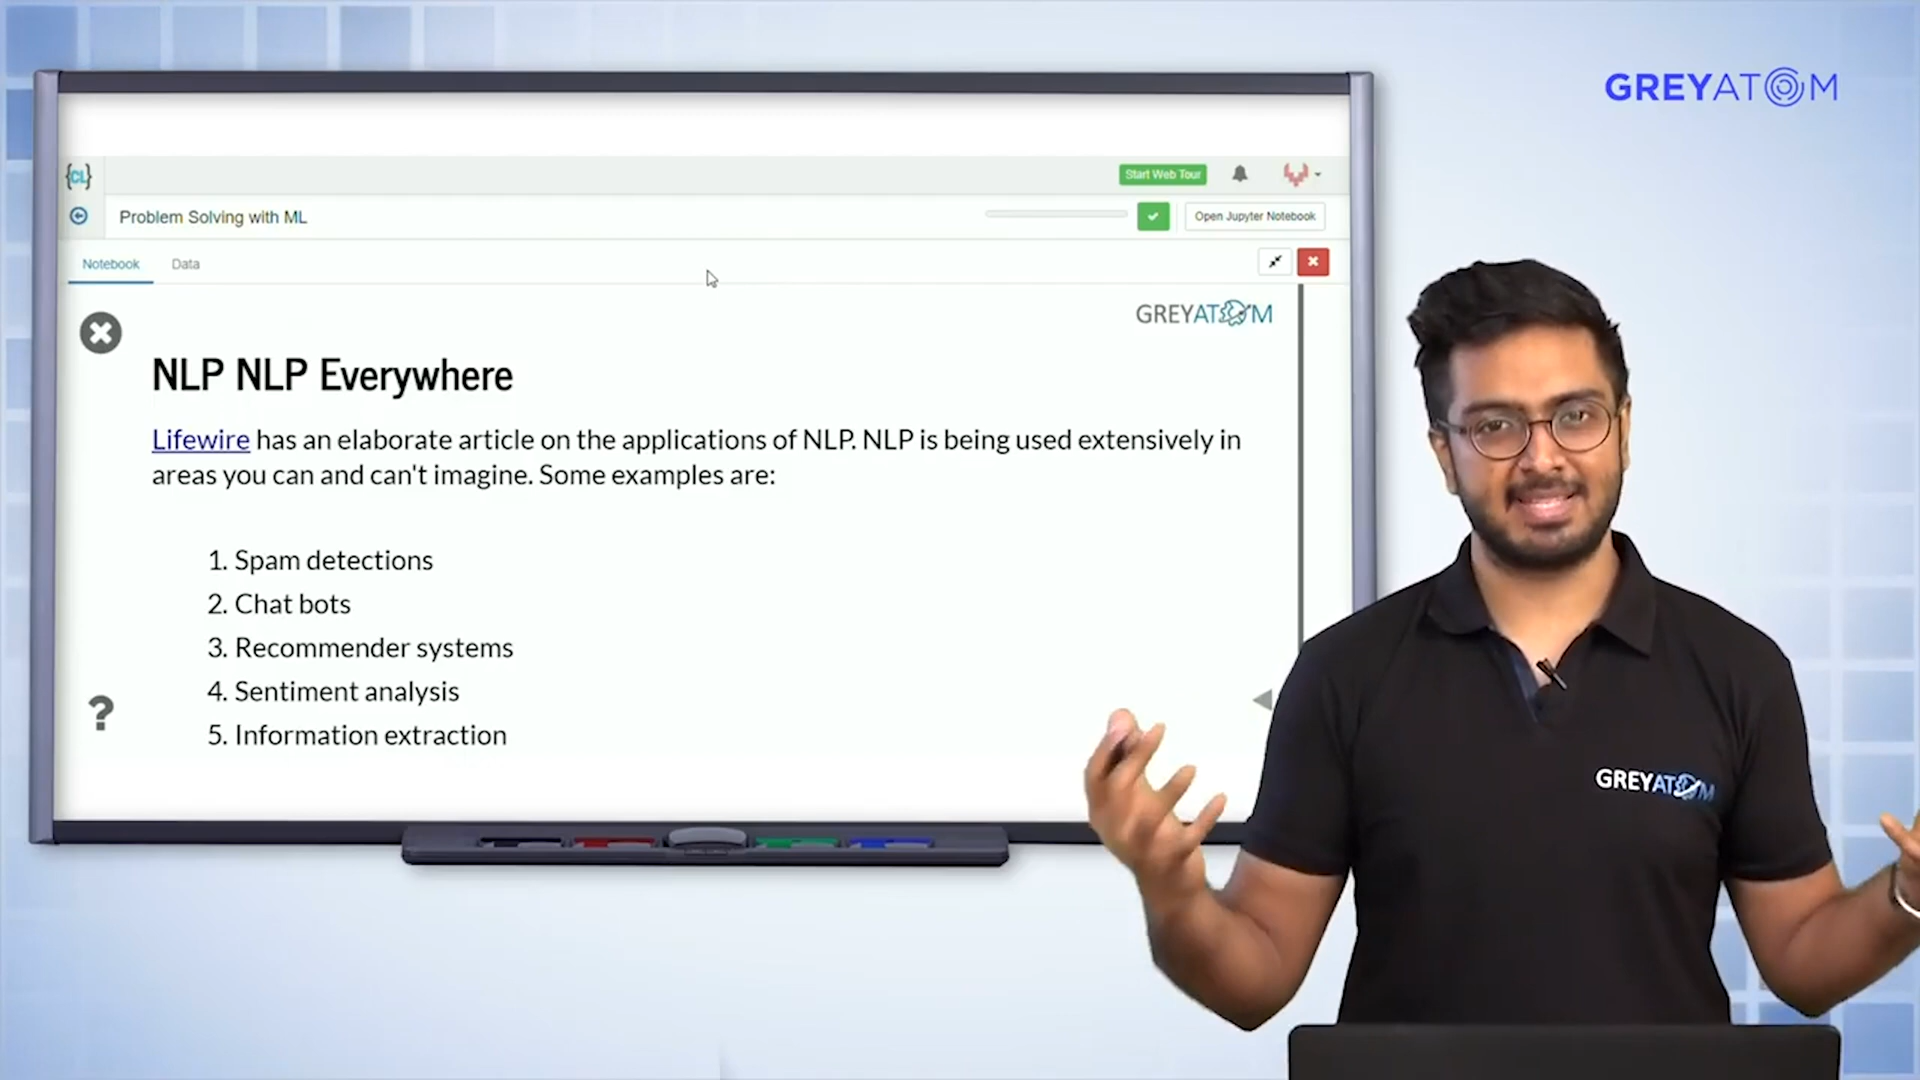 GREYATOM
{CL}
Start Web Tour
Problem Solving with ML
Open Jupyter Notebook
Notebook Data
GREYATOM
NLP NLP Everywhere
Lifewire has an elaborate article on the applications of NLP. NLP is being used extensively in
areas you can and can't imagine. Some examples are:
1. Spam detections
2. Chat bots
3. Recommender systems
4. Sentiment analysis
5. Information extraction
?
GREYATOM